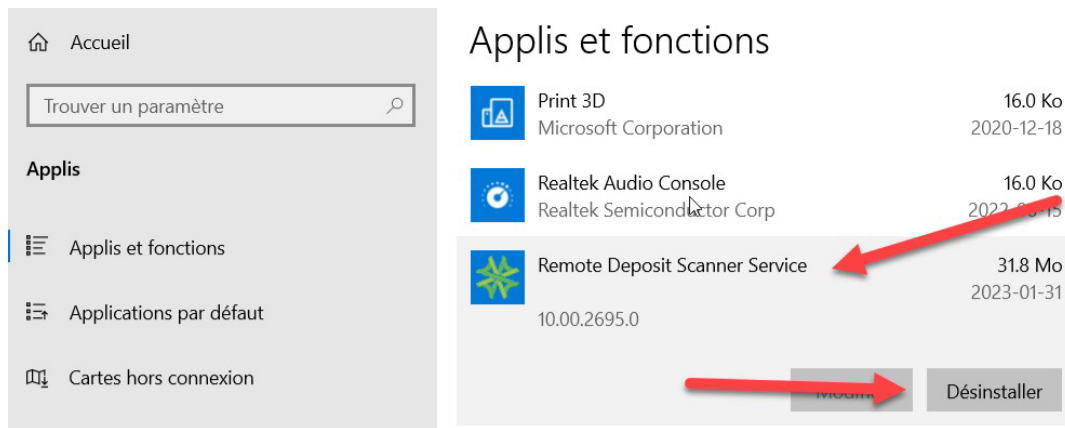 Accueil
Trouver un paramètre
Applis
Applis et fonctions
Applications par défaut
Cartes hors connexion
Applis et fonctions
Print 3D
16.0 Ko
Microsoft Corporation
2020-12-18
Realtek Audio Console
16.0 Ko
Realtek Semiconductor Corp
Remote Deposit Scanner Service
31.8 Mo
2023-01-31
10.00.2695.0
Désinstaller